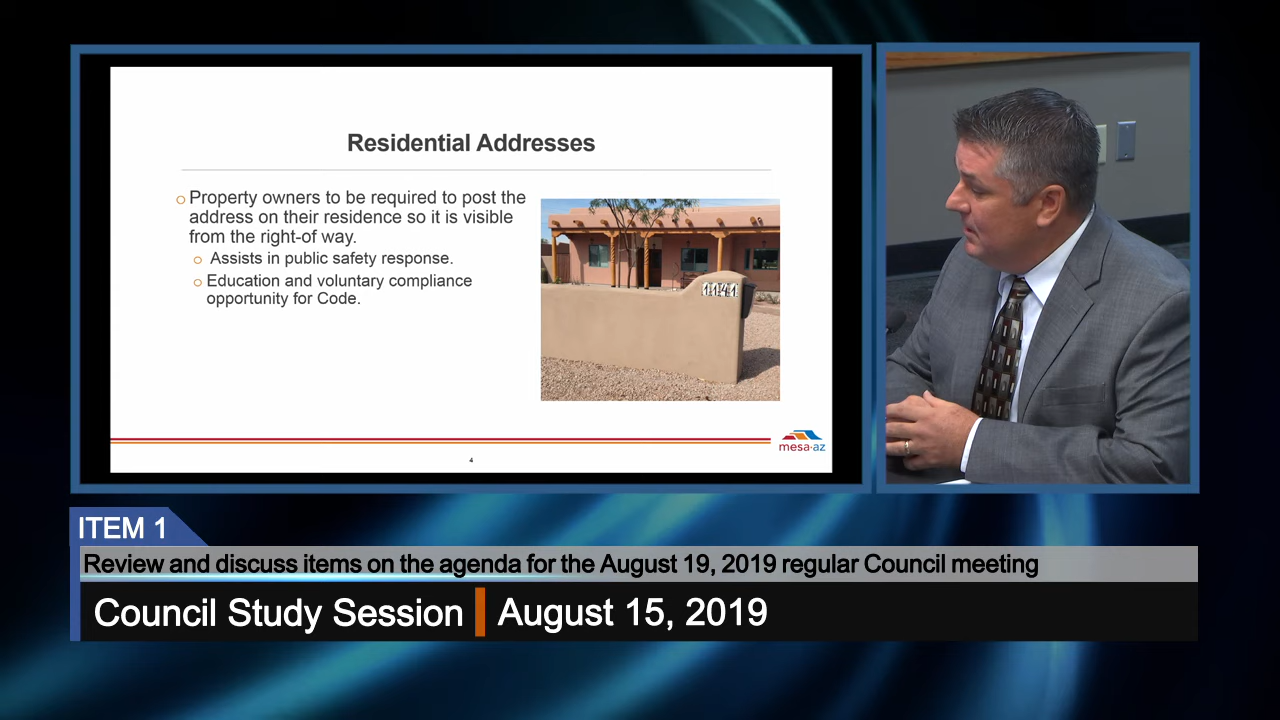 Residential Addresses
o Property owners to be required to post the
address on their residence so it is visible
from the right-of way.
o Assists in public safety response.
o Education and voluntary compliance
opportunity for Code.
mesa·az
4
ITEM 1
Review and discuss items on the agenda for the August 19, 2019 regular Council meeting
Council Study Session
August 15, 2019